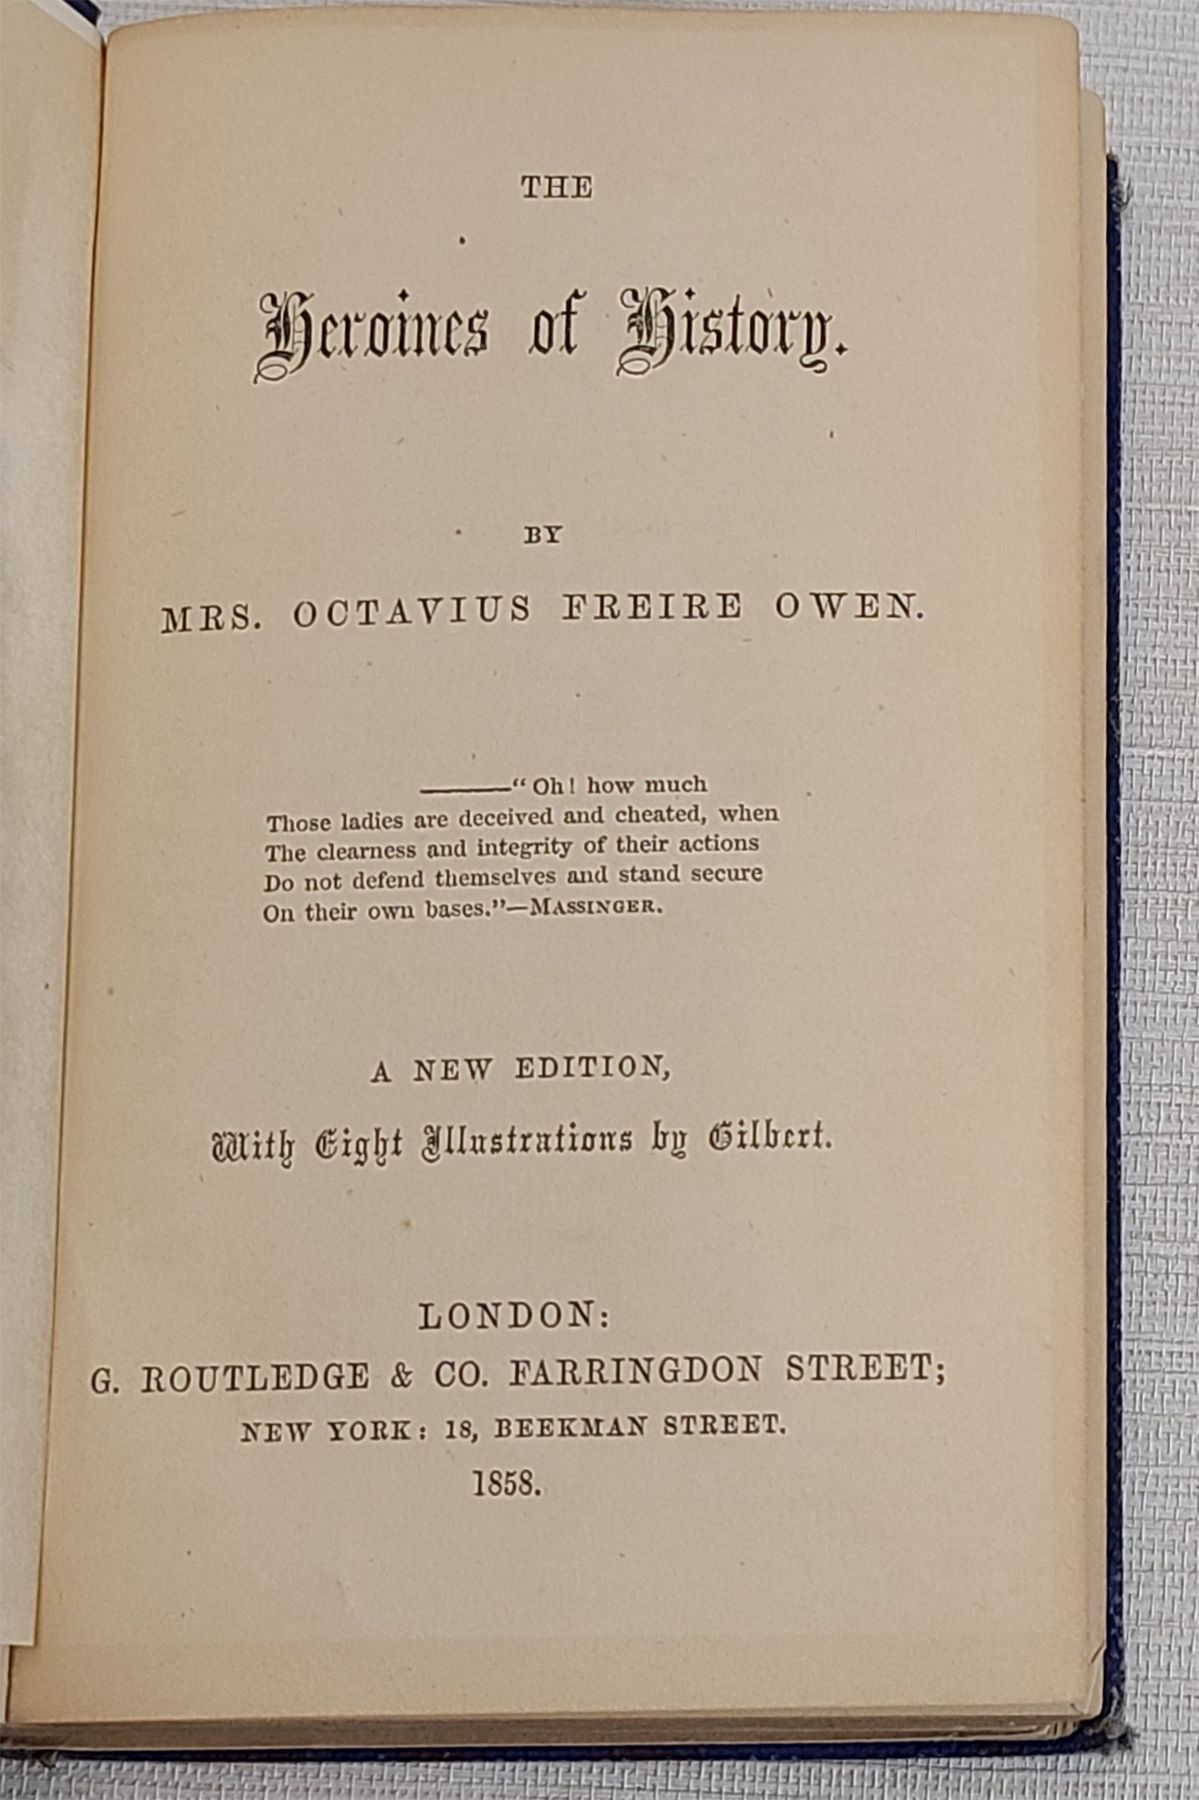 THE
Heroines of History.
BY
MRS. OCTAVIUS FREIRE OWEN.
———“Oh! how much
Those ladies are deceived and cheated, when
The clearness and integrity of their actions
Do not defend themselves and stand secure
On their own bases.”—MASSINGER.
A NEW EDITION,
With Eight Illustrations by Gilbert.
LONDON:
G. ROUTLEDGE & CO. FARRINGDON STREET;
NEW YORK: 18, BEEKMAN STREET.
1858.